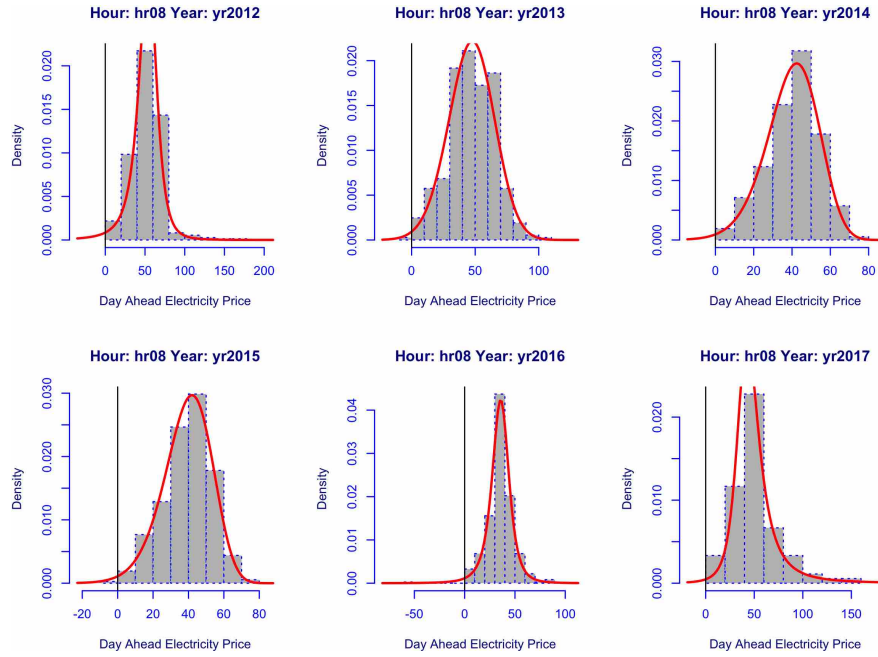 Hour: hr08 Year: yr2012
Density
0.000 0.005 0.010 0.015 0.020
0 50 100 150 200
Day Ahead Electricity Price
Hour: hr08 Year: yr2013
Density
0.000 0.005 0.010 0.015 0.020
0 50 100
Day Ahead Electricity Price
Hour: hr08 Year: yr2014
Density
0.000 0.010 0.020 0.030
0 20 40 60 80
Day Ahead Electricity Price
Hour: hr08 Year: yr2015
Density
0.000 0.010 0.020 0.030
-20 0 20 40 60 80
Day Ahead Electricity Price
Hour: hr08 Year: yr2016
Density
0.00 0.01 0.02 0.03 0.04
-50 0 50 100
Day Ahead Electricity Price
Hour: hr08 Year: yr2017
Density
0.000 0.010 0.020
0 50 100 150
Day Ahead Electricity Price